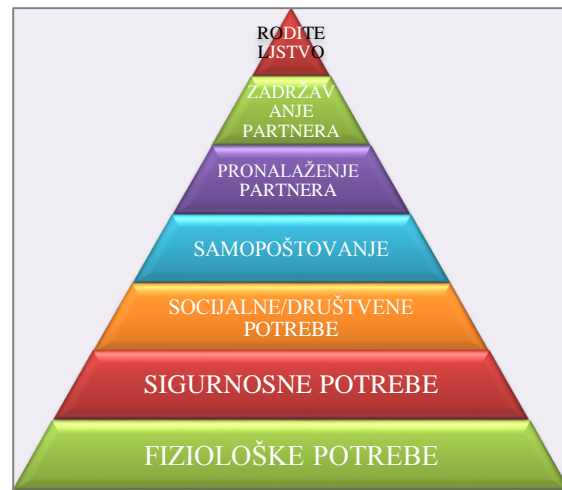 RODITE
LJSTVO
ZADRŽAV
ANJE
PARTNERA
PRONALAŽENJE
PARTNERA
SAMOPOŠTOVANJE
SOCIJALNE/DRUŠTVENE
POTREBE
SIGURNOSNE POTREBE
FIZIOLOŠKE POTREBE